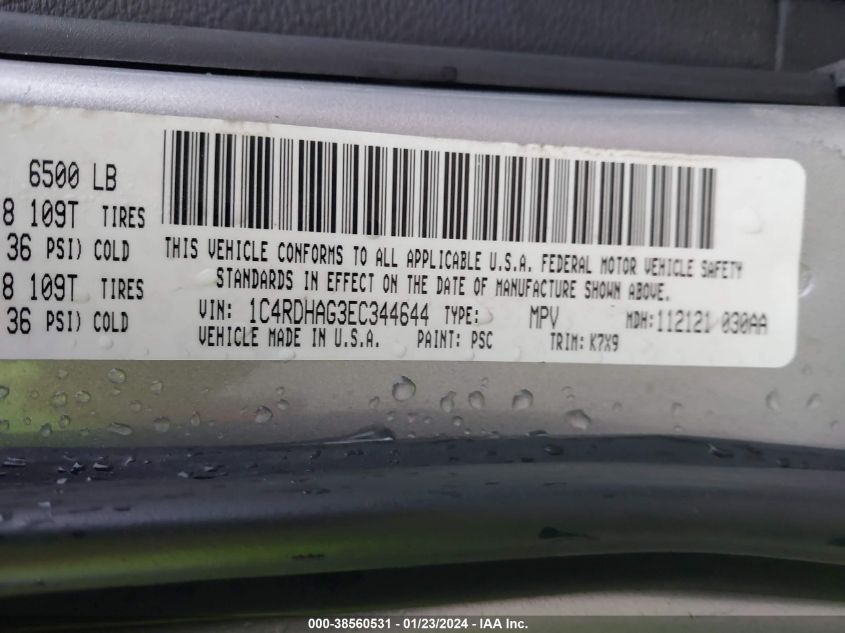 6500 LB
8 109T TIRES
36 PSI) COLD
8 109T TIRES
36 PSI) COLD
THIS VEHICLE CONFORMS TO ALL APPLICABLE U.S.A. FEDERAL MOTOR VEHICLE SAFETY
STANDARDS IN EFFECT ON THE DATE OF MANUFACTURE SHOWN ABOVE.
VIN: 1C4RDHAG3EC344644 TYPE: MPV MDH: 112121 030AA
VEHICLE MADE IN U.S.A. PAINT: PSC TRIM: K7X9
000-38560531 - 01/23/2024 - IAA Inc.